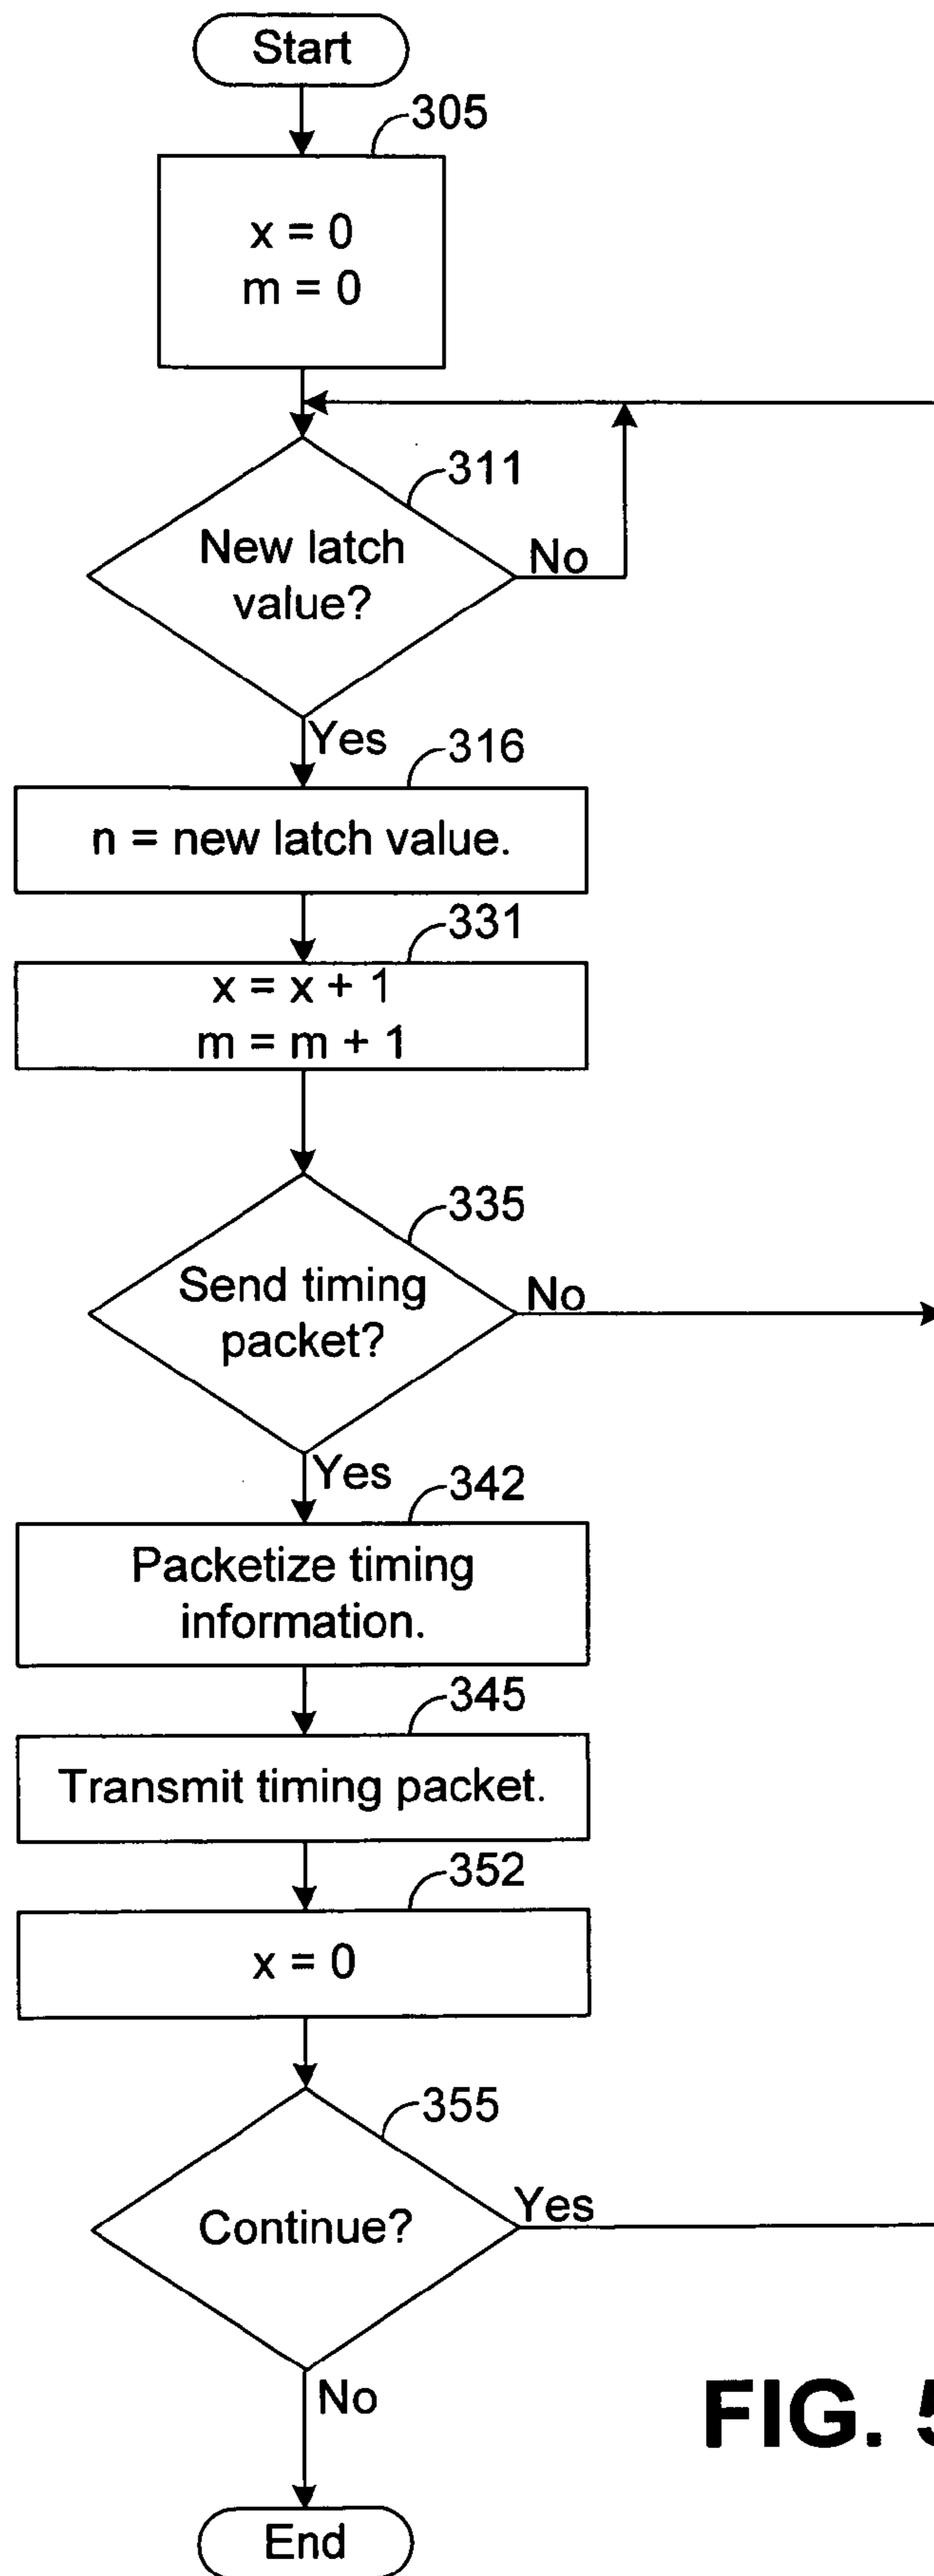 Start
305
x = 0
m = 0
311
New latch
value?
No
Yes
316
n = new latch value.
331
x = x + 1
m = m + 1
335
Send timing
packet?
No
Yes
342
Packetize timing
information.
345
Transmit timing packet.
352
x = 0
355
Continue?
Yes
No
FIG. 5
End